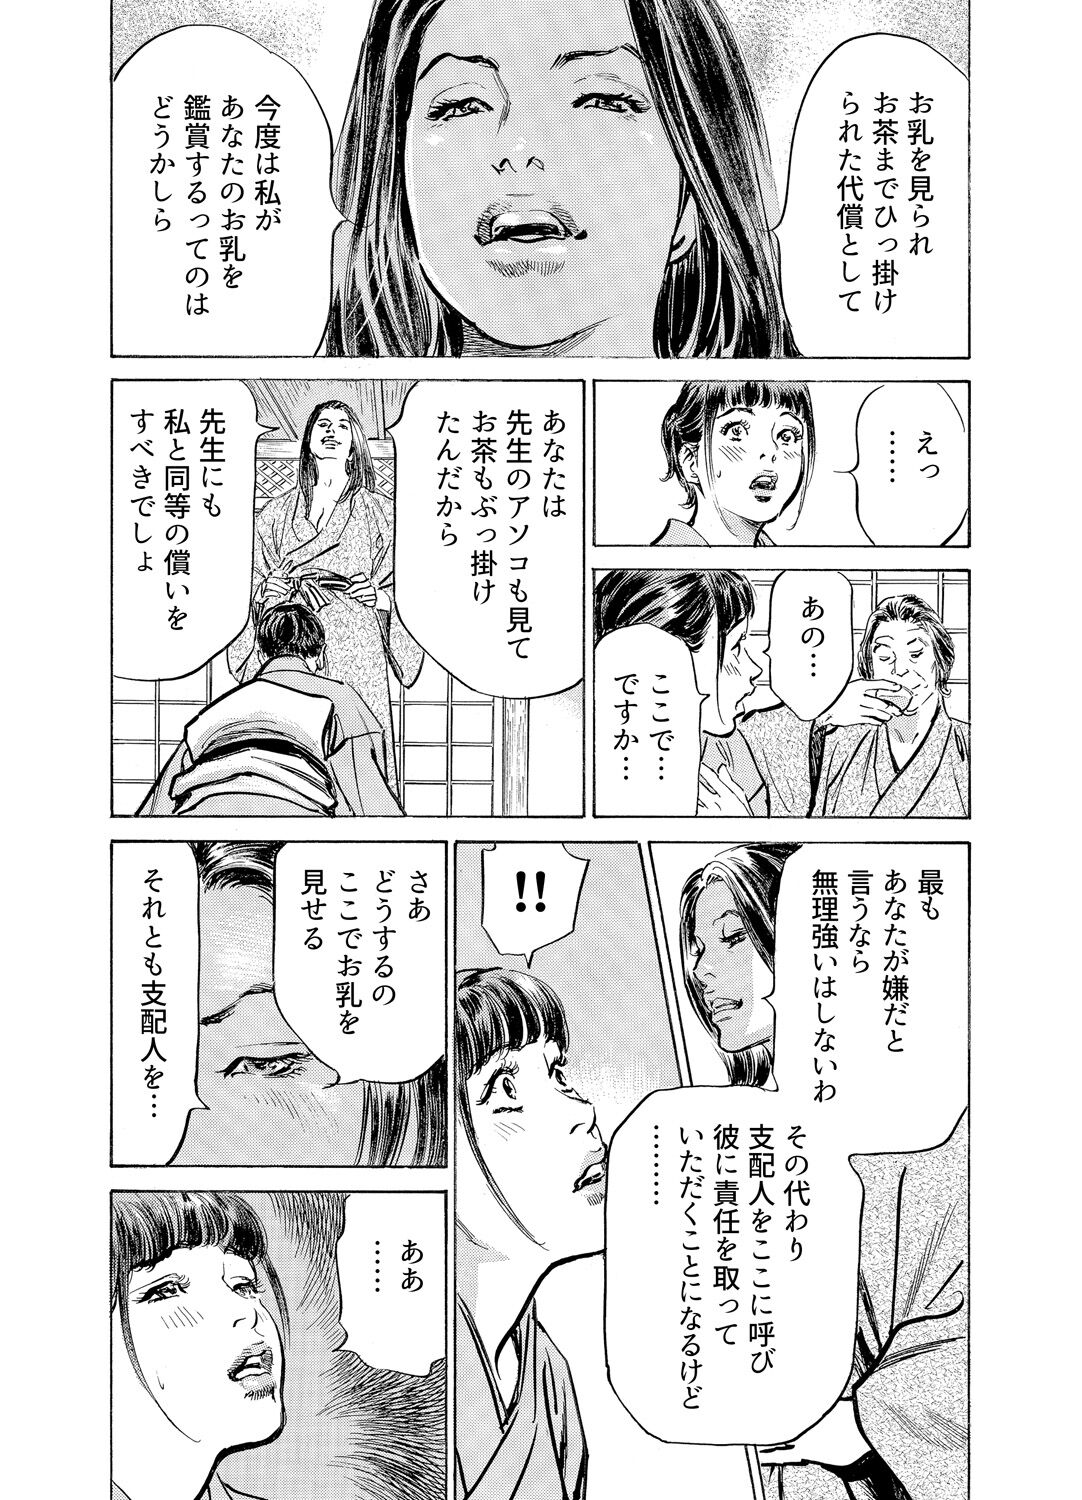 お乳を見られ
お茶までひっ掛け
られた代償として
今度は私が
あなたのお乳を
鑑賞するってのは
どうかしら
えっ
……
あの…
ここで…
ですか…
あなたは
先生のアソコも見て
お茶もぶっ掛け
たんだから
先生にも
私と同等の償いを
すべきでしょ
最も
あなたが嫌だと
言うなら
無理強いはしないわ
その代わり
支配人をここに呼び
彼に責任を取って
いただくことになるけど
………
!!
さあ
どうするの
ここでお乳を
見せる
それとも支配人を…
ああ
……